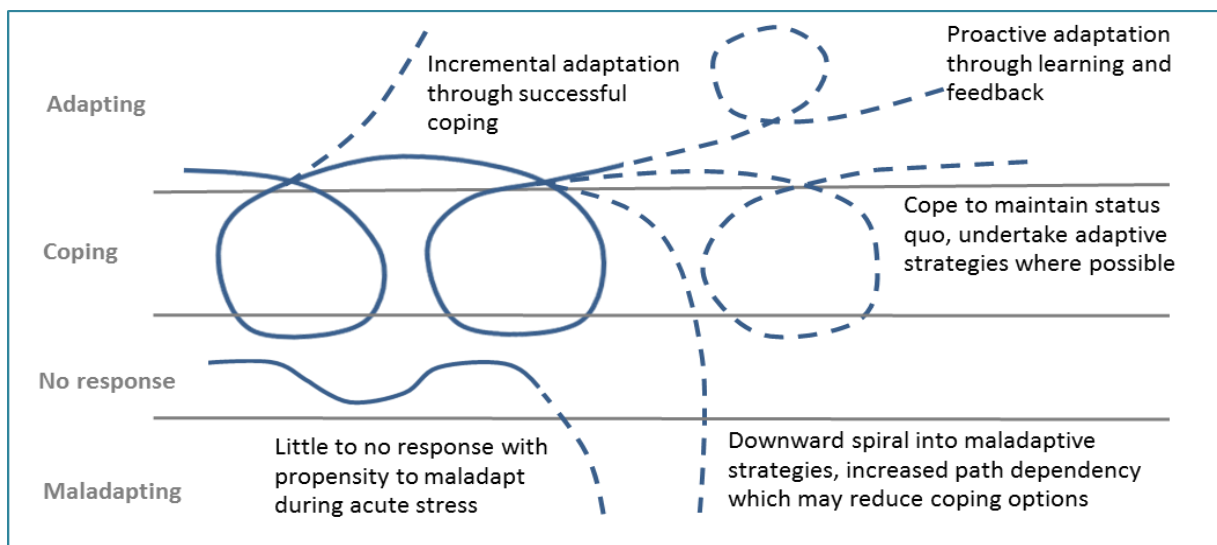 Adapting
Incremental adaptation
through successful
coping
Proactive adaptation
through learning and
feedback
Coping
Cope to maintain status
quo, undertake adaptive
strategies where possible
No response
Little to no response with
propensity to maladapt
during acute stress
Downward spiral into maladaptive
strategies, increased path dependency
which may reduce coping options
Maladapting